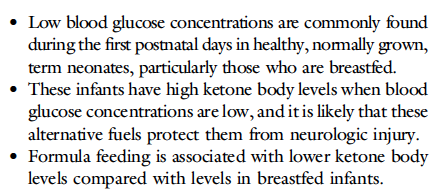 • Low blood glucose concentrations are commonly found
during the first postnatal days in healthy, normally grown,
term neonates, particularly those who are breastfed.
• These infants have high ketone body levels when blood
glucose concentrations are low, and it is likely that these
alternative fuels protect them from neurologic injury.
• Formula feeding is associated with lower ketone body
levels compared with levels in breastfed infants.